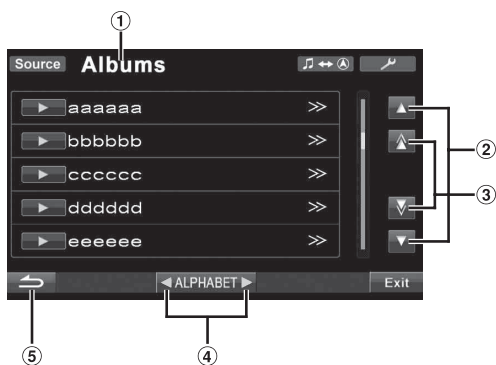 ①
Source Albums
aaaaaa
bbbbbb
②
cccccc
③
dddddd
eeeeee
ALPHABET Exit
⑤ ④